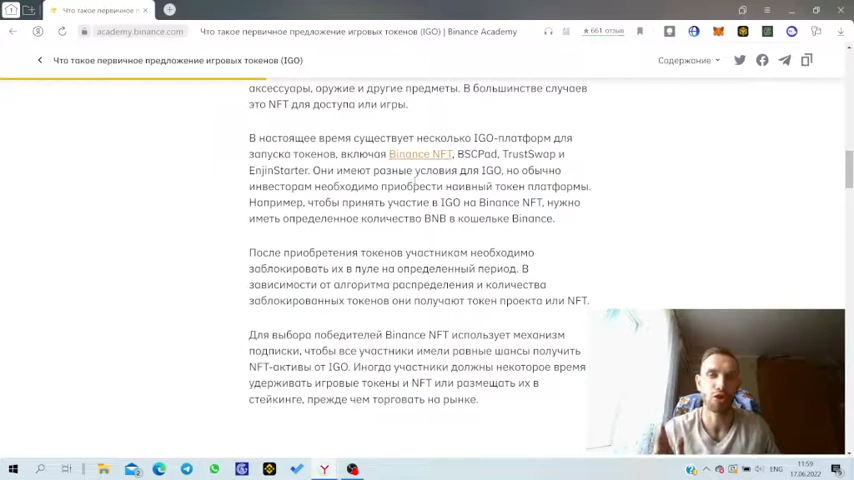 Что такое первичное п
academy.binance.com
Что такое первичное предложение игровых токенов (IGO) | Binance Academy
★ 661 отзыв
Что такое первичное предложение игровых токенов (IGO)
Содержание
аксессуары, оружие и другие предметы. В большинстве случаев
это NFT для доступа или игры.
В настоящее время существует несколько IGO-платформ для
запуска токенов, включая Binance NFT, BSCPad, TrustSwap и
EnjinStarter. Они имеют разные условия для IGO, но обычно
инвесторам необходимо приобрести наивный токен платформы.
Например, чтобы принять участие в IGO на Binance NFT, нужно
иметь определенное количество BNB в кошельке Binance.
После приобретения токенов участникам необходимо
заблокировать их в пуле на определенный период. В
зависимости от алгоритма распределения и количества
заблокированных токенов они получают токен проекта или NFT.
Для выбора победителей Binance NFT использует механизм
подписки, чтобы все участники имели равные шансы получить
NFT-активы от IGO. Иногда участники должны некоторое время
удерживать игровые токены и NFT или размещать их в
стейкинге, прежде чем торговать на рынке.
ENG
11:59
17.06.2022